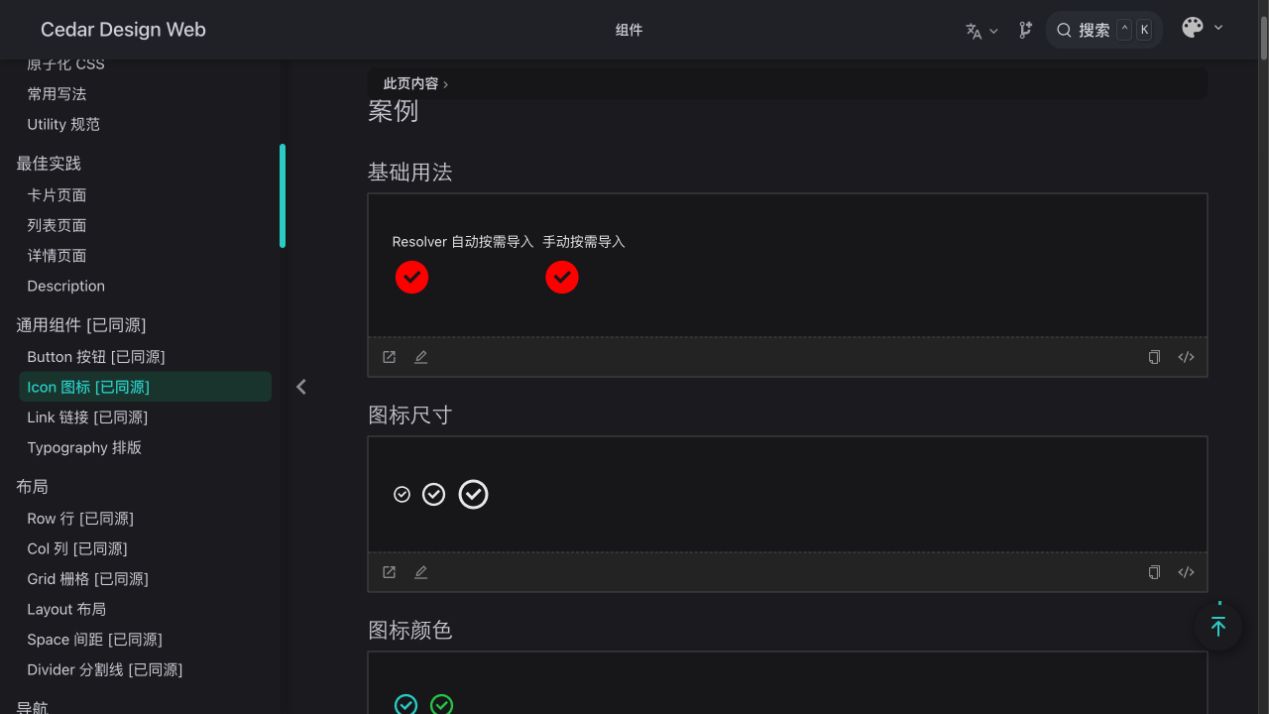 Cedar Design Web
组件
搜索 ^ K
原子化 CSS
常用写法
Utility 规范
最佳实践
卡片页面
列表页面
详情页面
Description
通用组件 [已同源]
Button 按钮 [已同源]
Icon 图标 [已同源]
Link 链接 [已同源]
Typography 排版
布局
Row 行 [已同源]
Col 列 [已同源]
Grid 栅格 [已同源]
Layout 布局
Space 间距 [已同源]
Divider 分割线 [已同源]
导航
此页内容 ›
案例
基础用法
Resolver 自动按需导入 手动按需导入
图标尺寸
图标颜色